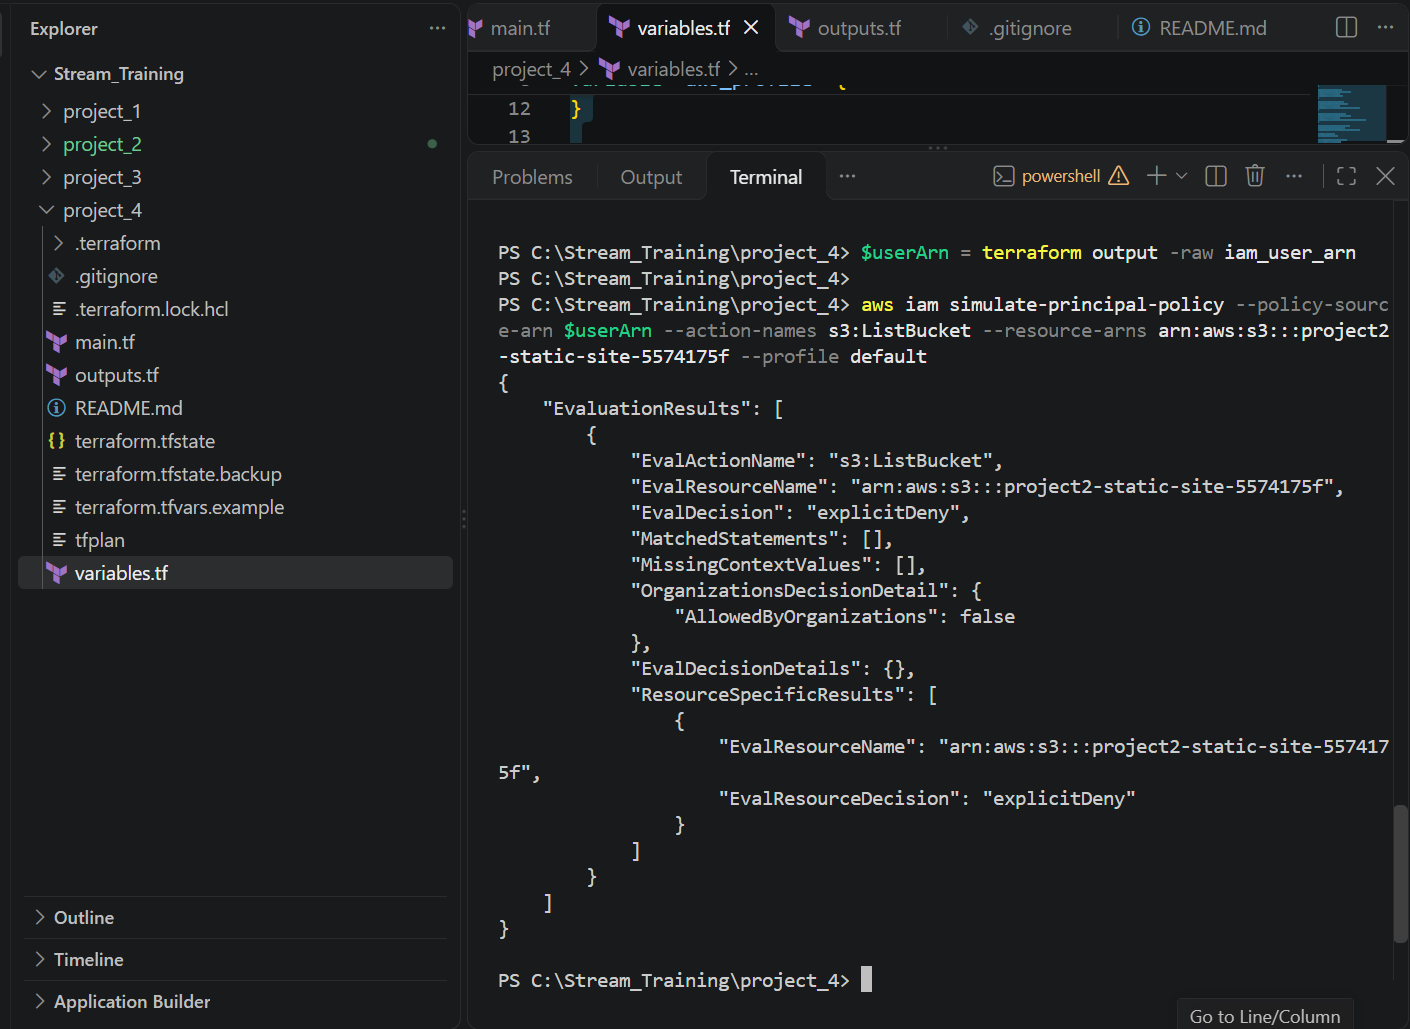 Explorer
Stream_Training
project_1
project_2
project_3
project_4
.terraform
.gitignore
.terraform.lock.hcl
main.tf
outputs.tf
README.md
terraform.tfstate
terraform.tfstate.backup
terraform.tfvars.example
tfplan
variables.tf
Outline
Timeline
Application Builder
main.tf
variables.tf
outputs.tf
.gitignore
README.md
project_4 > variables.tf > ...
12 }
13
Problems
Output
Terminal
powershell
PS C:\Stream_Training\project_4> $userArn = terraform output -raw iam_user_arn
PS C:\Stream_Training\project_4>
PS C:\Stream_Training\project_4> aws iam simulate-principal-policy --policy-sourc
e-arn $userArn --action-names s3:ListBucket --resource-arns arn:aws:s3:::project2
-static-site-5574175f --profile default
{
    "EvaluationResults": [
        {
            "EvalActionName": "s3:ListBucket",
            "EvalResourceName": "arn:aws:s3:::project2-static-site-5574175f",
            "EvalDecision": "explicitDeny",
            "MatchedStatements": [],
            "MissingContextValues": [],
            "OrganizationsDecisionDetail": {
                "AllowedByOrganizations": false
            },
            "EvalDecisionDetails": {},
            "ResourceSpecificResults": [
                {
                    "EvalResourceName": "arn:aws:s3:::project2-static-site-557417
5f",
                    "EvalResourceDecision": "explicitDeny"
                }
            ]
        }
    ]
}
PS C:\Stream_Training\project_4>
Go to Line/Column